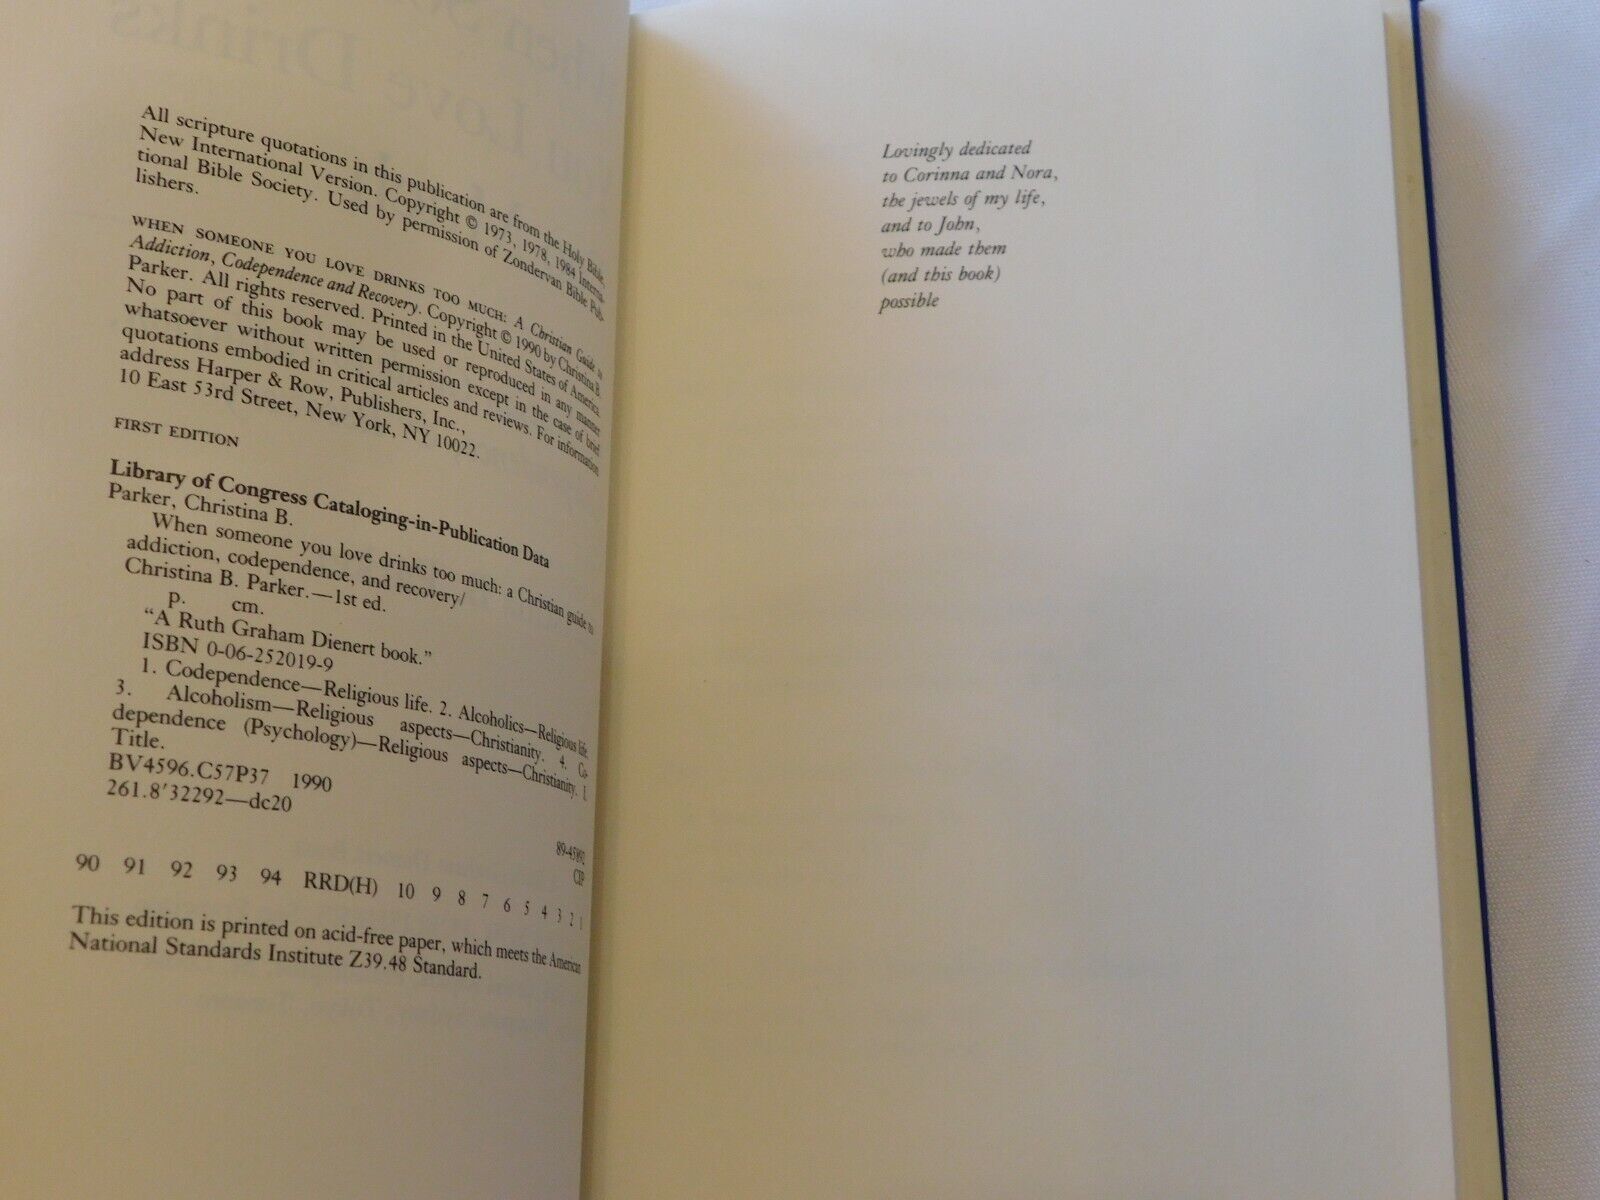 All scripture quotations in this publication are from the Holy Bible,
New International Version. Copyright © 1973, 1978, 1984 Interna-
tional Bible Society. Used by permission of Zondervan Bible Pub-
lishers.
WHEN SOMEONE YOU LOVE DRINKS TOO MUCH: A Christian Guide to
Addiction, Codependence and Recovery. Copyright © 1990 by Christina B.
Parker. All rights reserved. Printed in the United States of America.
No part of this book may be used or reproduced in any manner
whatsoever without written permission except in the case of brief
quotations embodied in critical articles and reviews. For information
address Harper & Row, Publishers, Inc.,
10 East 53rd Street, New York, NY 10022.
FIRST EDITION
Library of Congress Cataloging-in-Publication Data
Parker, Christina B.
When someone you love drinks too much: a Christian guide to
addiction, codependence, and recovery/
Christina B. Parker.—1st ed.
p. cm.
"A Ruth Graham Dienert book."
ISBN 0-06-252019-9
1. Codependence—Religious life. 2. Alcoholics—Religious life.
3. Alcoholism—Religious aspects—Christianity. 4. Co-
dependence (Psychology)—Religious aspects—Christianity. I.
Title.
BV4596.C57P37 1990
261.8'32292—dc20
89-45892
CIP
90 91 92 93 94 RRD(H) 10 9 8 7 6 5 4 3 2 1
This edition is printed on acid-free paper, which meets the American
National Standards Institute Z39.48 Standard.
Lovingly dedicated
to Corinna and Nora,
the jewels of my life,
and to John,
who made them
(and this book)
possible